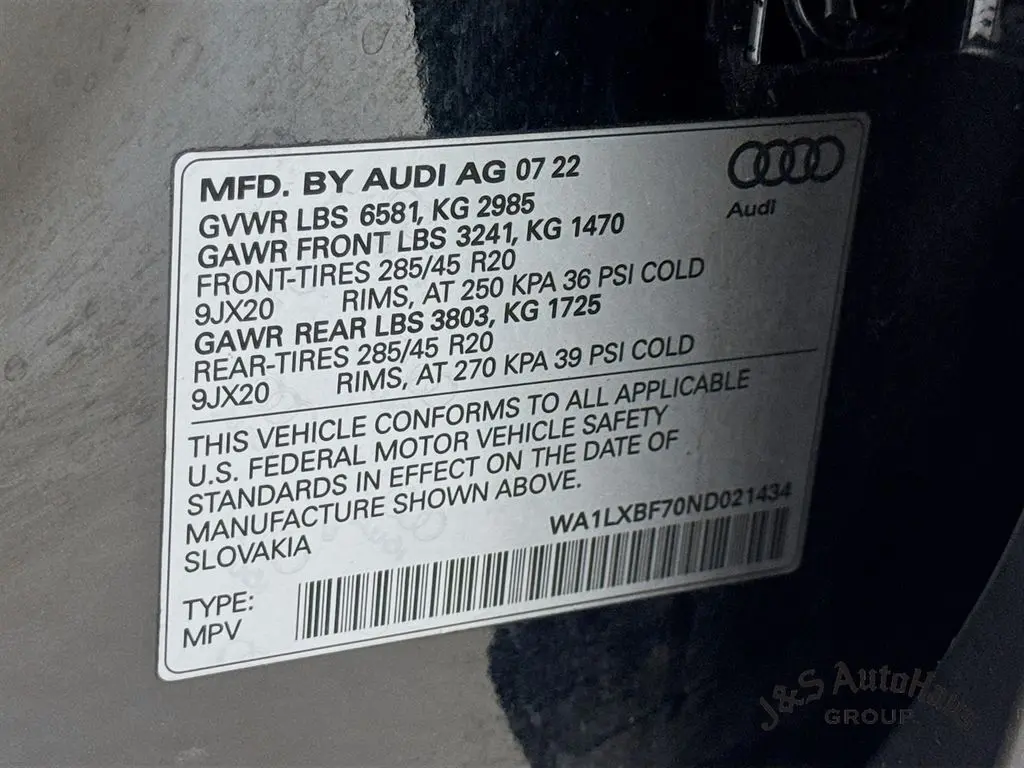 MFD. BY AUDI AG 07 22
Audi
GVWR LBS 6581, KG 2985
GAWR FRONT LBS 3241, KG 1470
FRONT-TIRES 285/45 R20
9JX20 RIMS, AT 250 KPA 36 PSI COLD
GAWR REAR LBS 3803, KG 1725
REAR-TIRES 285/45 R20
9JX20 RIMS, AT 270 KPA 39 PSI COLD
THIS VEHICLE CONFORMS TO ALL APPLICABLE
U.S. FEDERAL MOTOR VEHICLE SAFETY
STANDARDS IN EFFECT ON THE DATE OF
MANUFACTURE SHOWN ABOVE.
SLOVAKIA
WA1LXBF70ND021434
TYPE:
MPV
J&S AutoHaus
GROUP